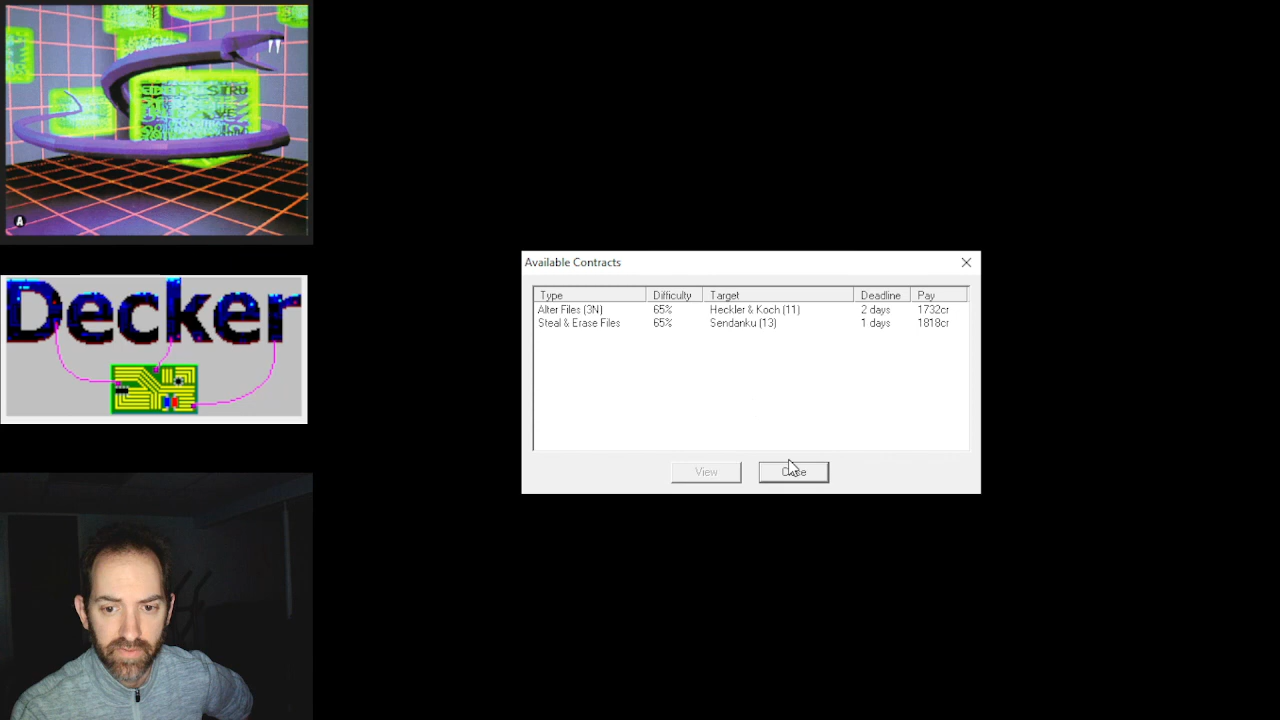 STRU
A
Decker
Available Contracts
Type Difficulty Target Deadline Pay
Alter Files (3N) 65% Heckler & Koch (11) 2 days 1732cr
Steal & Erase Files 65% Sendanku (13) 1 days 1818cr
View